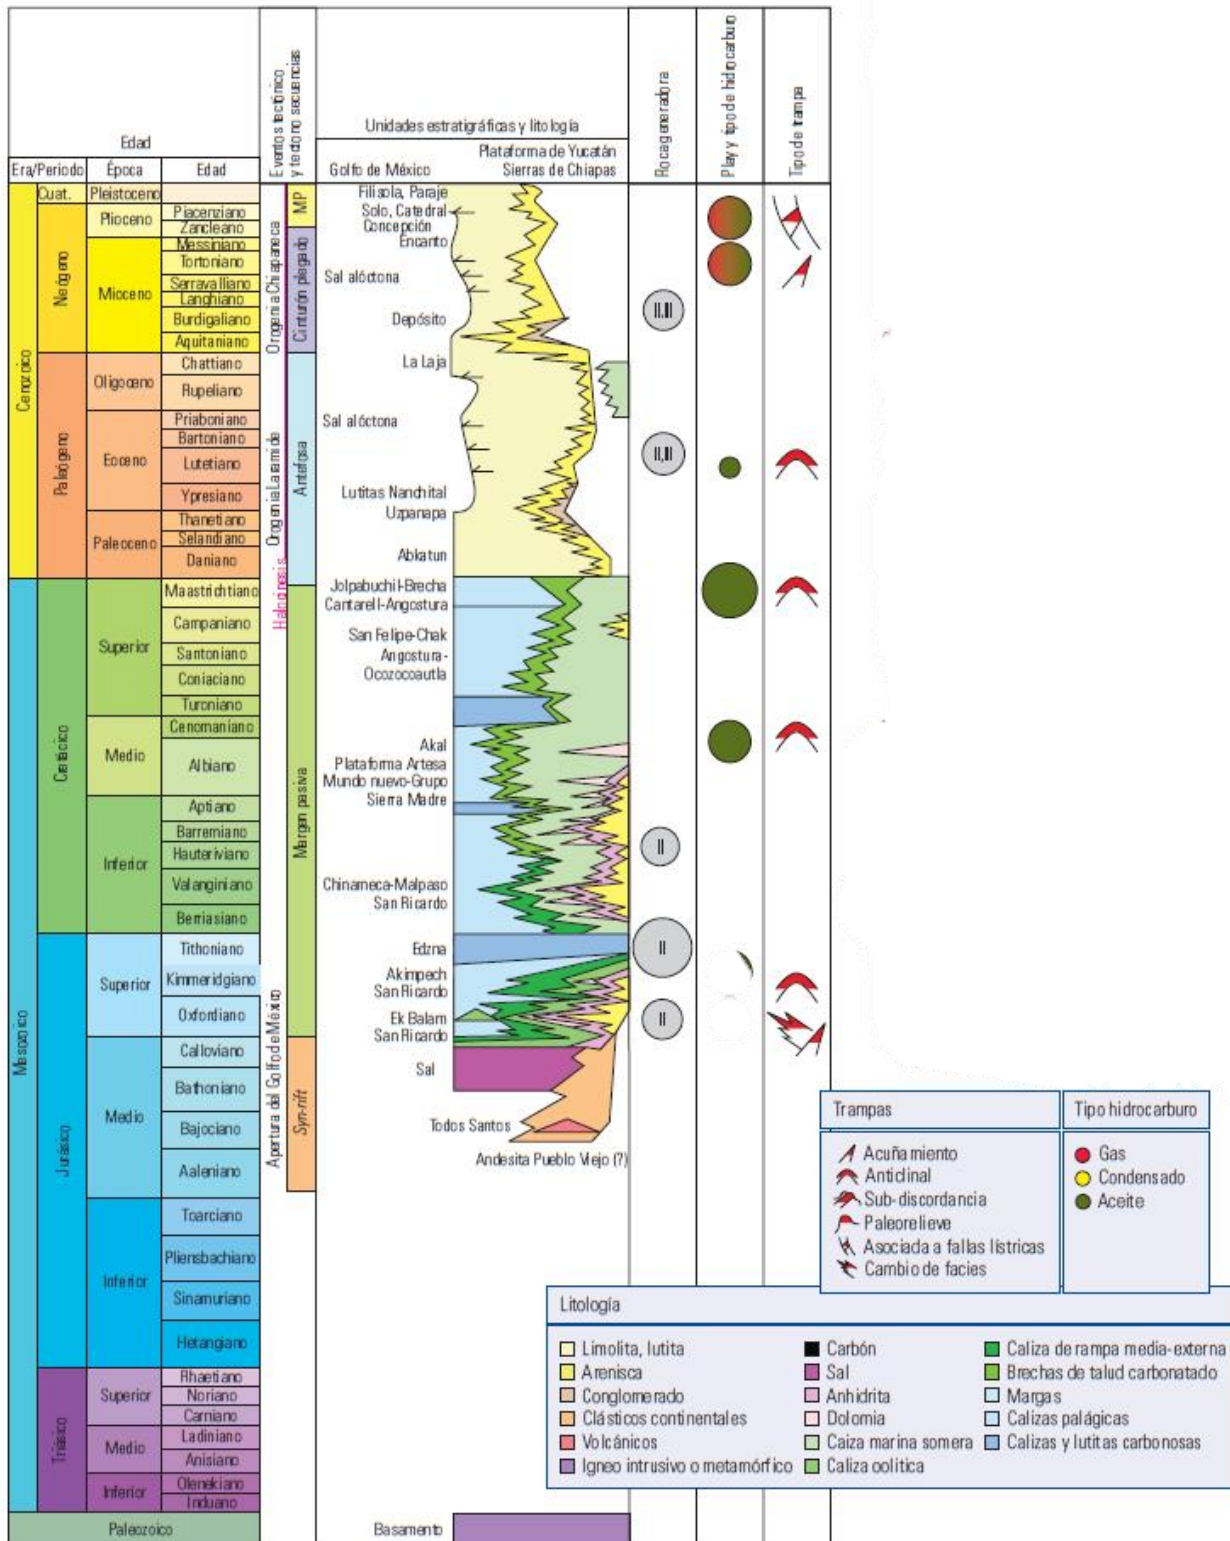 Edad
Era/Periodo
Época
Edad
Eventos tectónico
y tectono secuencias
Unidades estratigráficas y litología
Golfo de México
Plataforma de Yucatán
Sierras de Chiapas
Roca generadora
Play y tipo de hidrocarburo
Tipo de trampa
Cenozoico
Mesozoico
Paleozoico
Cuat.
Neógeno
Paleógeno
Cretácico
Jurásico
Triásico
Pleistoceno
Plioceno
Mioceno
Oligoceno
Eoceno
Paleoceno
Superior
Medio
Inferior
Superior
Medio
Inferior
Superior
Medio
Inferior
Piacenziano
Zancleano
Messiniano
Tortoniano
Serravalliano
Langhiano
Burdigaliano
Aquitaniano
Chattiano
Rupeliano
Priaboniano
Bartoniano
Lutetiano
Ypresiano
Thanetiano
Selandiano
Daniano
Maastrichtiano
Campaniano
Santoniano
Coniaciano
Turoniano
Cenomaniano
Albiano
Aptiano
Barremiano
Hauteriviano
Valanginiano
Berriasiano
Tithoniano
Kimmeridgiano
Oxfordiano
Calloviano
Bathoniano
Bajociano
Aaleniano
Toarciano
Pliensbachiano
Sinamuriano
Hetangiano
Rhaetiano
Noriano
Carniano
Ladiniano
Anisiano
Olenekiano
Induano
Orogenia Chiapaneca
Orogenia Laramide
Halocinesis
Apertura del Golfo de México
MP
Cinturón plegado
Antefosa
Margen pasiva
Syn-rift
Filisola, Paraje
Solo, Catedral
Concepción
Encanto
Sal alóctona
Depósito
La Laja
Sal alóctona
Lutitas Nanchital
Uzpanapa
Abkatun
Jolpabuchil-Brecha
Cantarell-Angostura
San Felipe-Chak
Angostura-
Ocozocoautla
Akal
Plataforma Artesa
Mundo nuevo-Grupo
Sierra Madre
Chinameca-Malpaso
San Ricardo
Edzna
Akimpech
San Ricardo
Ek Balam
San Ricardo
Sal
Todos Santos
Andesita Pueblo Viejo (?)
Basamento
II,III
II,III
II
II
II
Trampas
Acuñamiento
Anticlinal
Sub-discordancia
Paleorelieve
Asociada a fallas lístricas
Cambio de facies
Tipo hidrocarburo
Gas
Condensado
Aceite
Litología
Limolita, lutita
Arenisca
Conglomerado
Clásticos continentales
Volcánicos
Igneo intrusivo o metamórfico
Carbón
Sal
Anhidrita
Dolomia
Caiza marina somera
Caliza oolitica
Caliza de rampa media-externa
Brechas de talud carbonatado
Margas
Calizas palágicas
Calizas y lutitas carbonosas